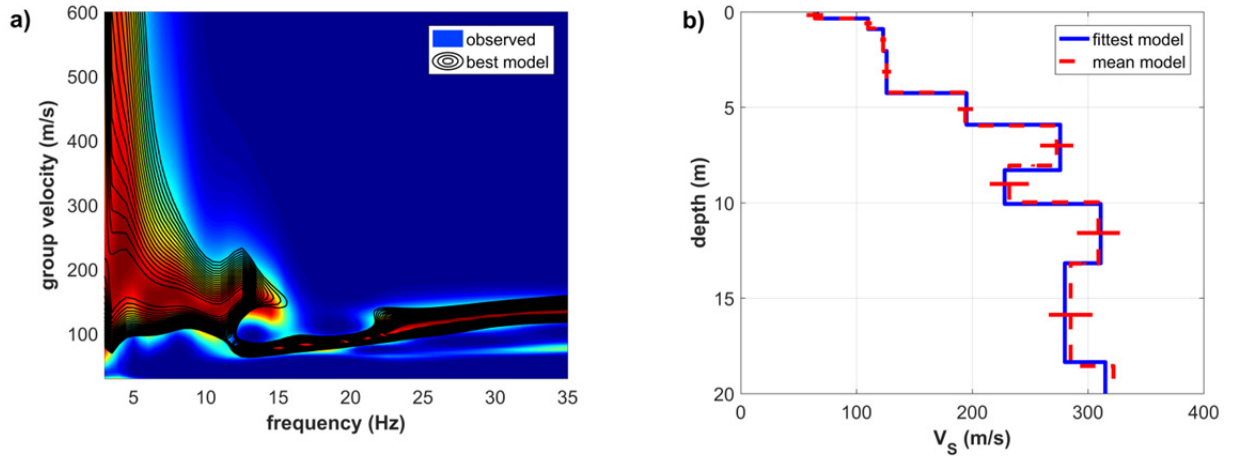 a)
observed
best model
600
500
400
300
200
100
group velocity (m/s)
5 10 15 20 25 30 35
frequency (Hz)
b)
fittest model
mean model
0
5
10
15
20
depth (m)
0 100 200 300 400
V_S (m/s)